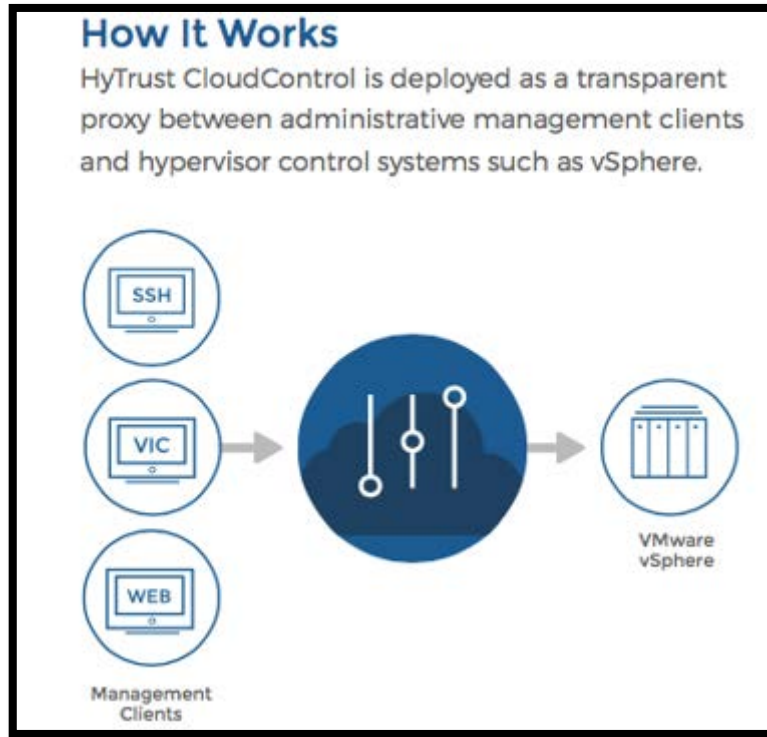 How It Works
HyTrust CloudControl is deployed as a transparent
proxy between administrative management clients
and hypervisor control systems such as vSphere.
SSH
VIC
WEB
Management
Clients
VMware
vSphere